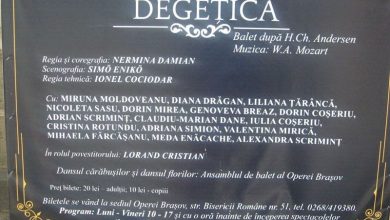 DEGEȚICA
Balet după H.Ch. Andersen
Muzica: W.A. Mozart
Regia și coregrafia: NERMINA DAMIAN
Scenografia: SIMÓ ENIKŐ
Regia tehnică: IONEL COCIODAR
Cu: MIRUNA MOLDOVEANU, DIANA DRĂGAN, LILIANA ȚĂRÂNCĂ,
NICOLETA SASU, DORIN MIREA, GENOVEVA BREAZ, DORIN COȘERIU,
ADRIAN SCRIMINȚ, CLAUDIU-MARIAN DANE, IULIA COȘERIU,
CRISTINA ROTUNDU, ADRIANA SIMION, VALENTINA MIRICĂ,
MIHAELA FĂRCĂȘANU, MEDA ENĂCACHE, ALEXANDRA SCRIMINȚ
În rolul povestitorului: LORAND CRISTIAN
Dansul cărăbușilor și dansul florilor: Ansamblul de balet al Operei Brașov
Preț bilete: 20 lei - adulții; 10 lei - copiii
Biletele se vând la sediul Operei Brașov, str. Bisericii Române nr. 51, tel. 0268/419380.
Program: Luni - Vineri 10 - 17 și cu o oră înainte de începerea spectacolelor